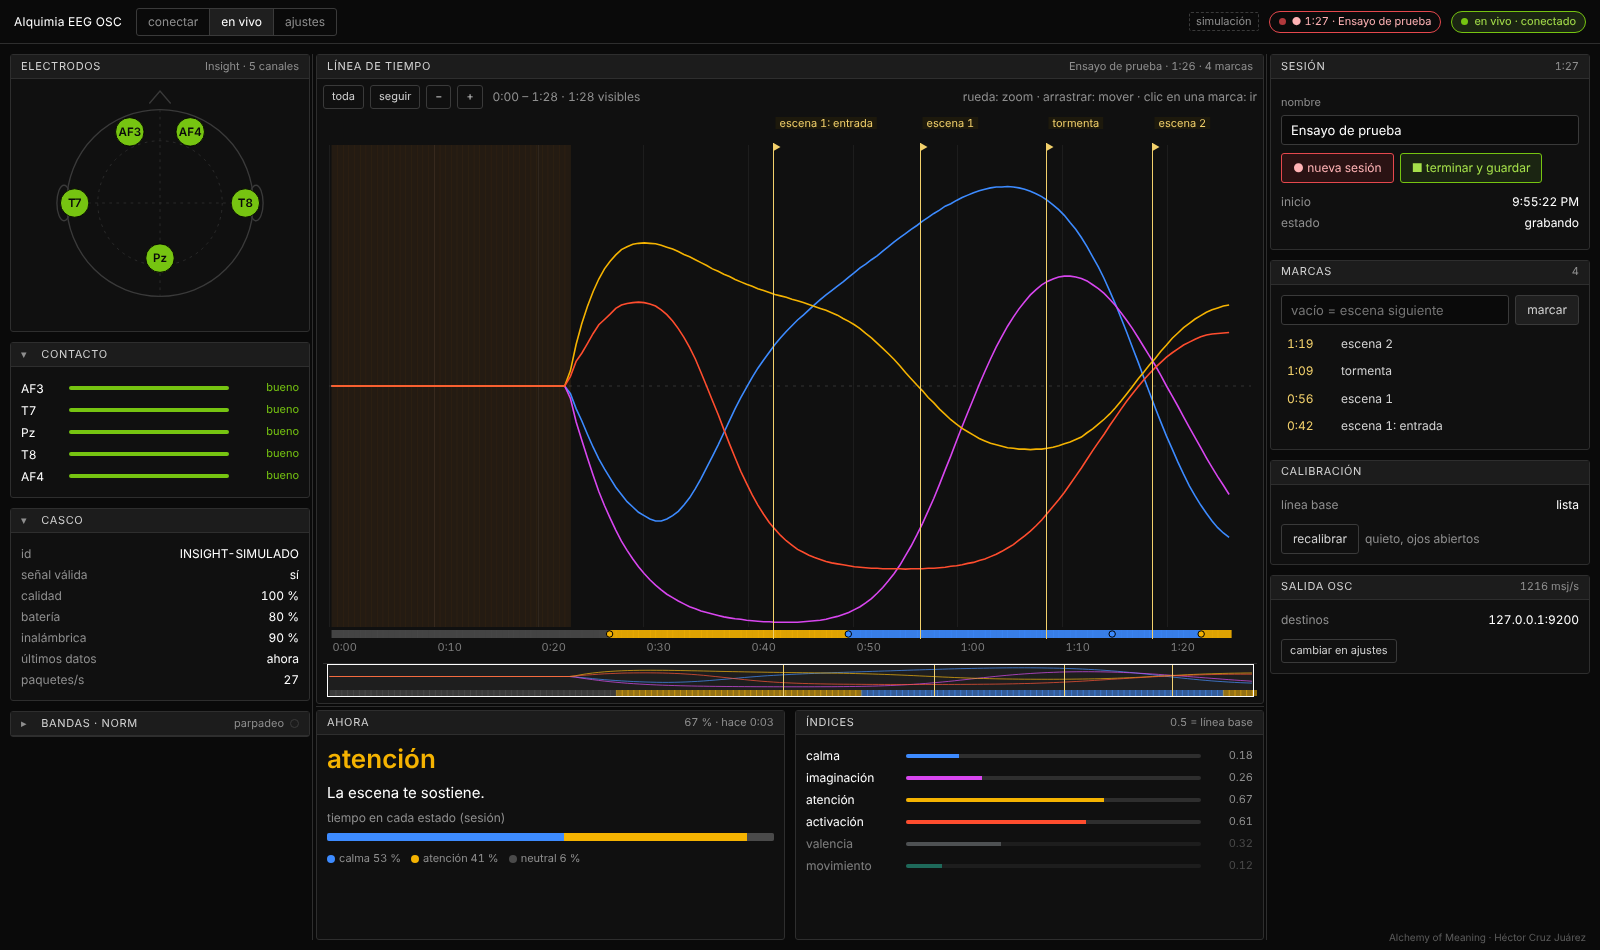 Alquimia EEG OSC
conectar
en vivo
ajustes
simulación
1:27 · Ensayo de prueba
en vivo · conectado
ELECTRODOS
Insight · 5 canales
AF3
AF4
T7
T8
Pz
CONTACTO
AF3 bueno
T7 bueno
Pz bueno
T8 bueno
AF4 bueno
CASCO
id INSIGHT-SIMULADO
señal válida sí
calidad 100 %
batería 80 %
inalámbrica 90 %
últimos datos ahora
paquetes/s 27
BANDAS · NORM parpadeo
LÍNEA DE TIEMPO
Ensayo de prueba · 1:26 · 4 marcas
toda
seguir
−
+
0:00 – 1:28 · 1:28 visibles
rueda: zoom · arrastrar: mover · clic en una marca: ir
escena 1: entrada
escena 1
tormenta
escena 2
0:00 0:10 0:20 0:30 0:40 0:50 1:00 1:10 1:20
AHORA
67 % · hace 0:03
atención
La escena te sostiene.
tiempo en cada estado (sesión)
calma 53 % atención 41 % neutral 6 %
ÍNDICES
0.5 = línea base
calma 0.18
imaginación 0.26
atención 0.67
activación 0.61
valencia 0.32
movimiento 0.12
SESIÓN
1:27
nombre
Ensayo de prueba
nueva sesión
terminar y guardar
inicio 9:55:22 PM
estado grabando
MARCAS
4
vacío = escena siguiente
marcar
1:19 escena 2
1:09 tormenta
0:56 escena 1
0:42 escena 1: entrada
CALIBRACIÓN
línea base lista
recalibrar
quieto, ojos abiertos
SALIDA OSC
1216 msj/s
destinos 127.0.0.1:9200
cambiar en ajustes
Alchemy of Meaning · Héctor Cruz Juárez